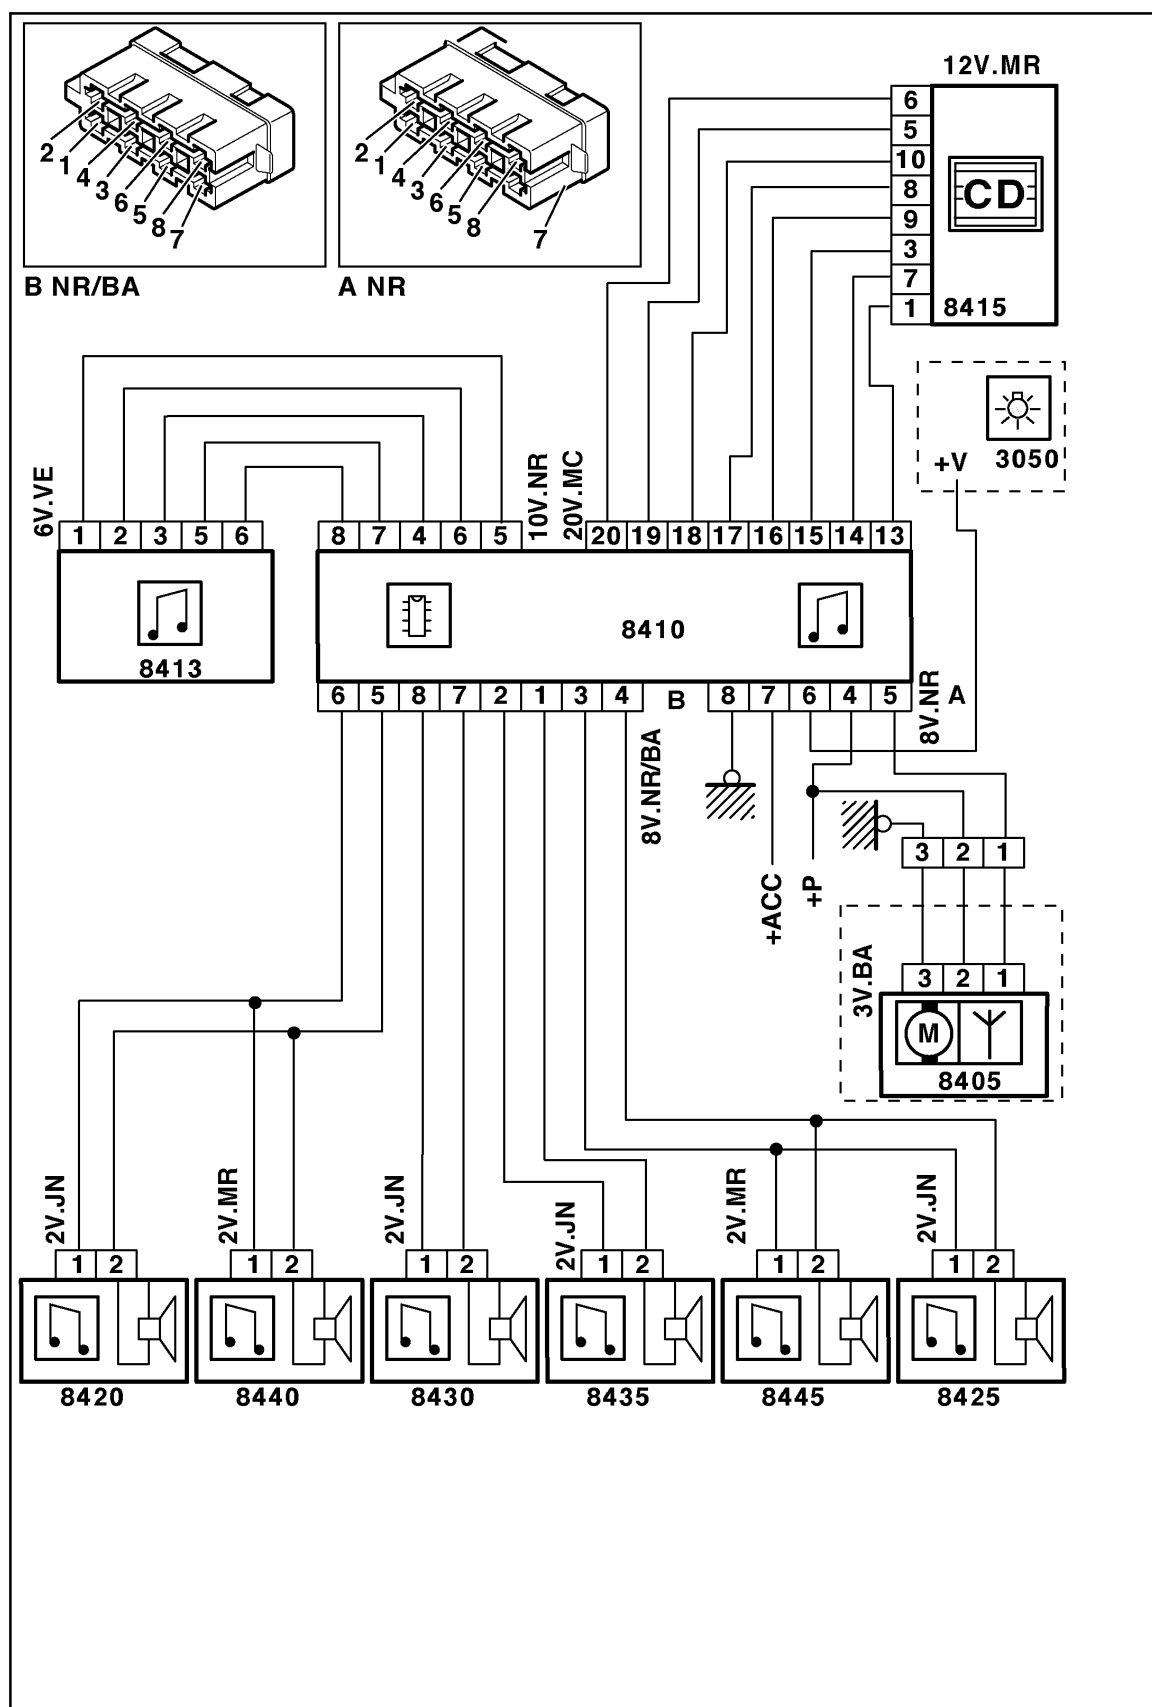 2 1 4 3 6 5 8 7
B NR/BA
2 1 4 3 6 5 8 7
A NR
12V.MR
6
5
10
8
9
3
7
1
CD
8415
+V
3050
6V.VE
1 2 3 5 6
8413
8 7 4 6 5
10V.NR
20V.MC
20 19 18 17 16 15 14 13
8410
6 5 8 7 2 1 3 4
B
8V.NR/BA
8 7 6 4 5
8V.NR
A
+ACC
+P
3 2 1
3V.BA
3 2 1
M
8405
2V.JN
1 2
8420
2V.MR
1 2
8440
2V.JN
1 2
8430
2V.JN
1 2
8435
2V.MR
1 2
8445
2V.JN
1 2
8425